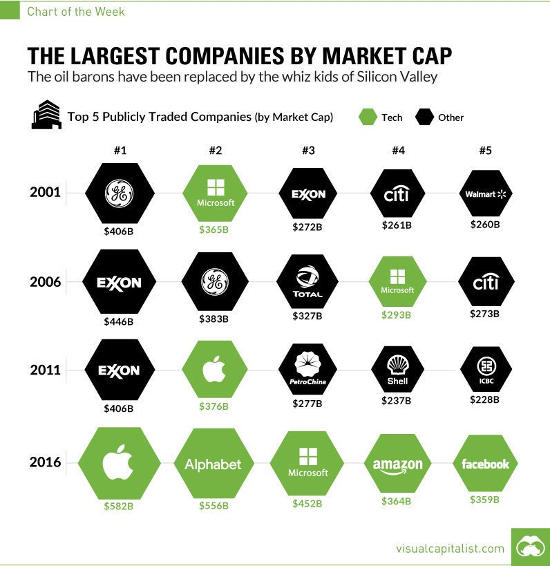 Chart of the Week
THE LARGEST COMPANIES BY MARKET CAP
The oil barons have been replaced by the whiz kids of Silicon Valley
Top 5 Publicly Traded Companies (by Market Cap) Tech Other
#1 #2 #3 #4 #5
2001 GE Microsoft EXXON citi Walmart
$406B $365B $272B $261B $260B
2006 EXXON GE TOTAL Microsoft citi
$446B $383B $327B $293B $273B
2011 EXXON PetroChina Shell ICBC
$406B $376B $277B $237B $228B
2016 Alphabet Microsoft amazon facebook
$582B $556B $452B $364B $359B
visualcapitalist.com